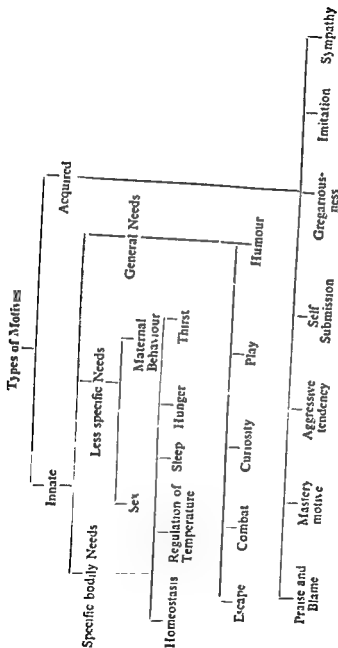 Types of Motives
Innate
Acquired
Specific bodily Needs
Less specific Needs
General Needs
Sex
Maternal
Behaviour
Homeostasis
Regulation of
Temperature
Sleep
Hunger
Thirst
Escape
Combat
Curiosity
Play
Humour
Praise and
Blame
Mastery
motive
Aggressive
tendency
Self
Submission
Gregarious-
ness
Imitation
Sympathy